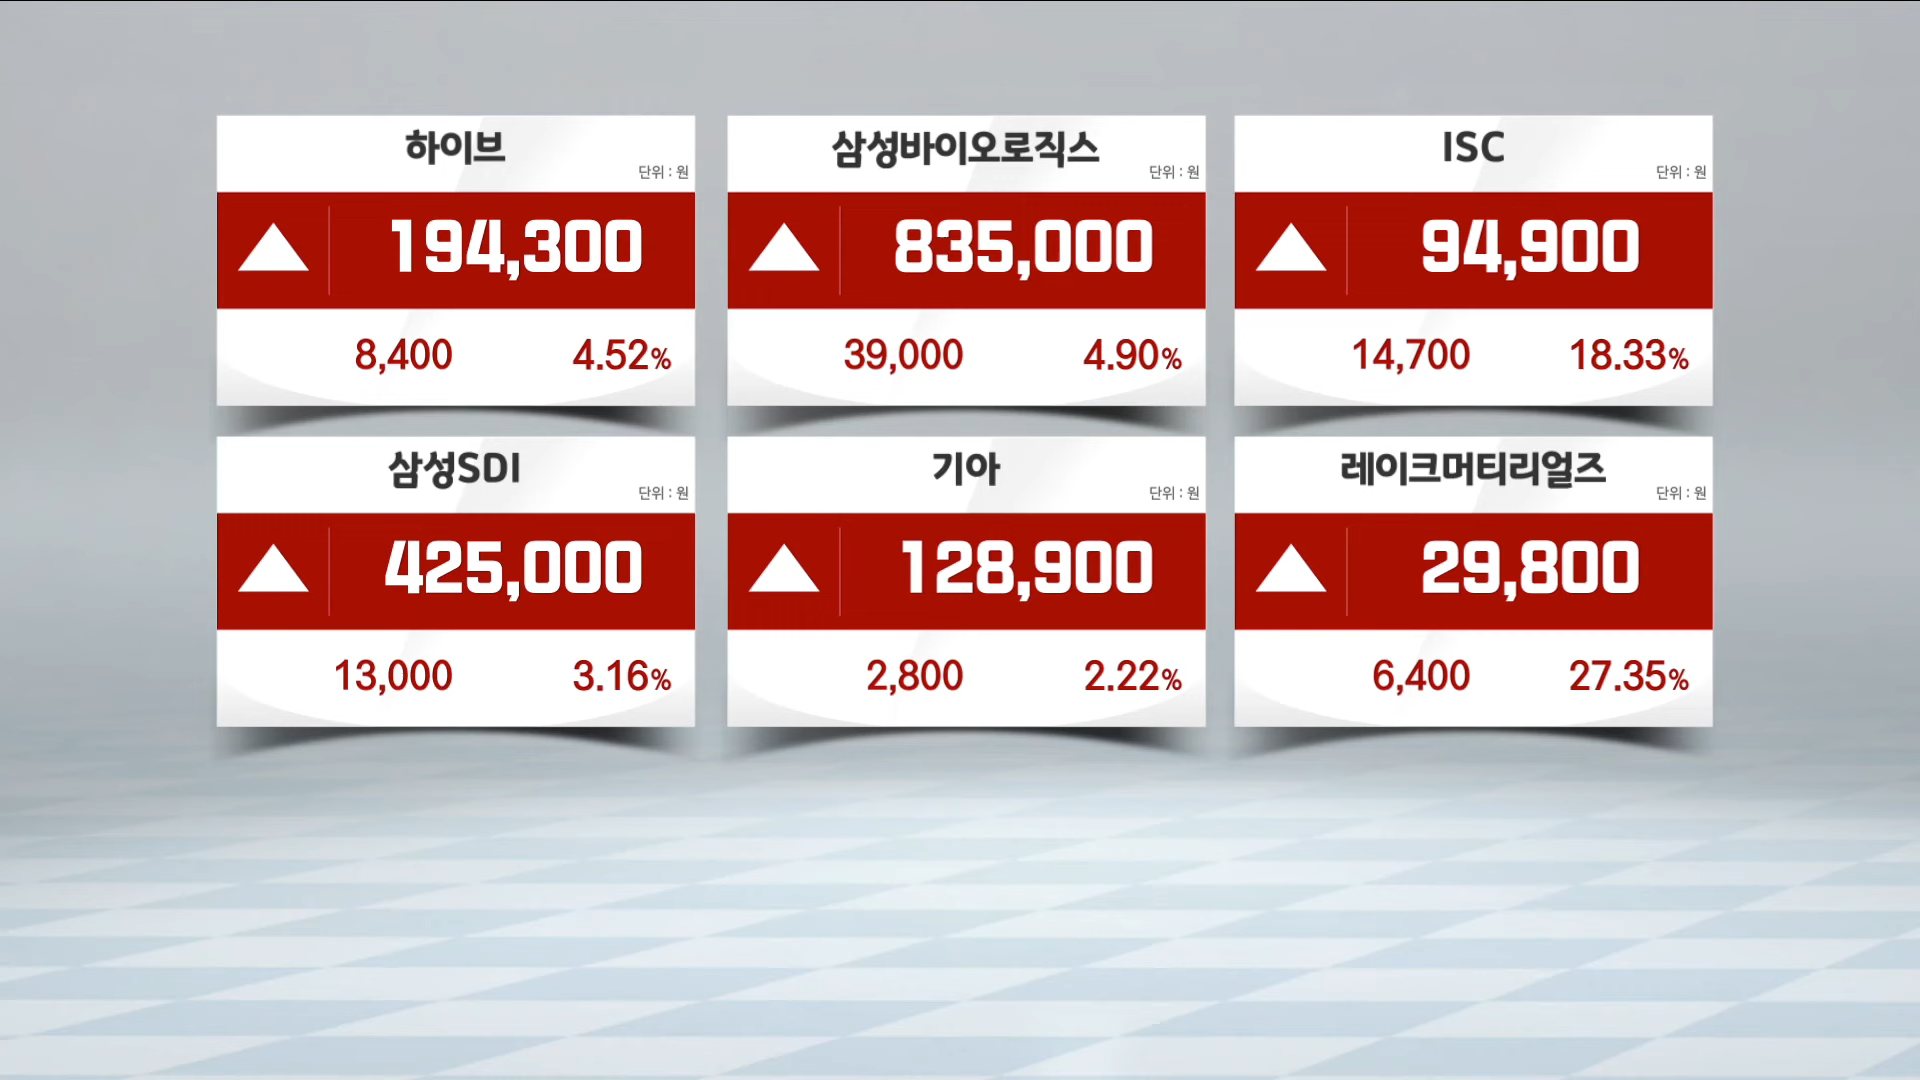 하이브
단위 : 원
▲ 194,300
8,400 4.52%
삼성바이오로직스
단위 : 원
▲ 835,000
39,000 4.90%
ISC
단위 : 원
▲ 94,900
14,700 18.33%
삼성SDI
단위 : 원
▲ 425,000
13,000 3.16%
기아
단위 : 원
▲ 128,900
2,800 2.22%
레이크머티리얼즈
단위 : 원
▲ 29,800
6,400 27.35%